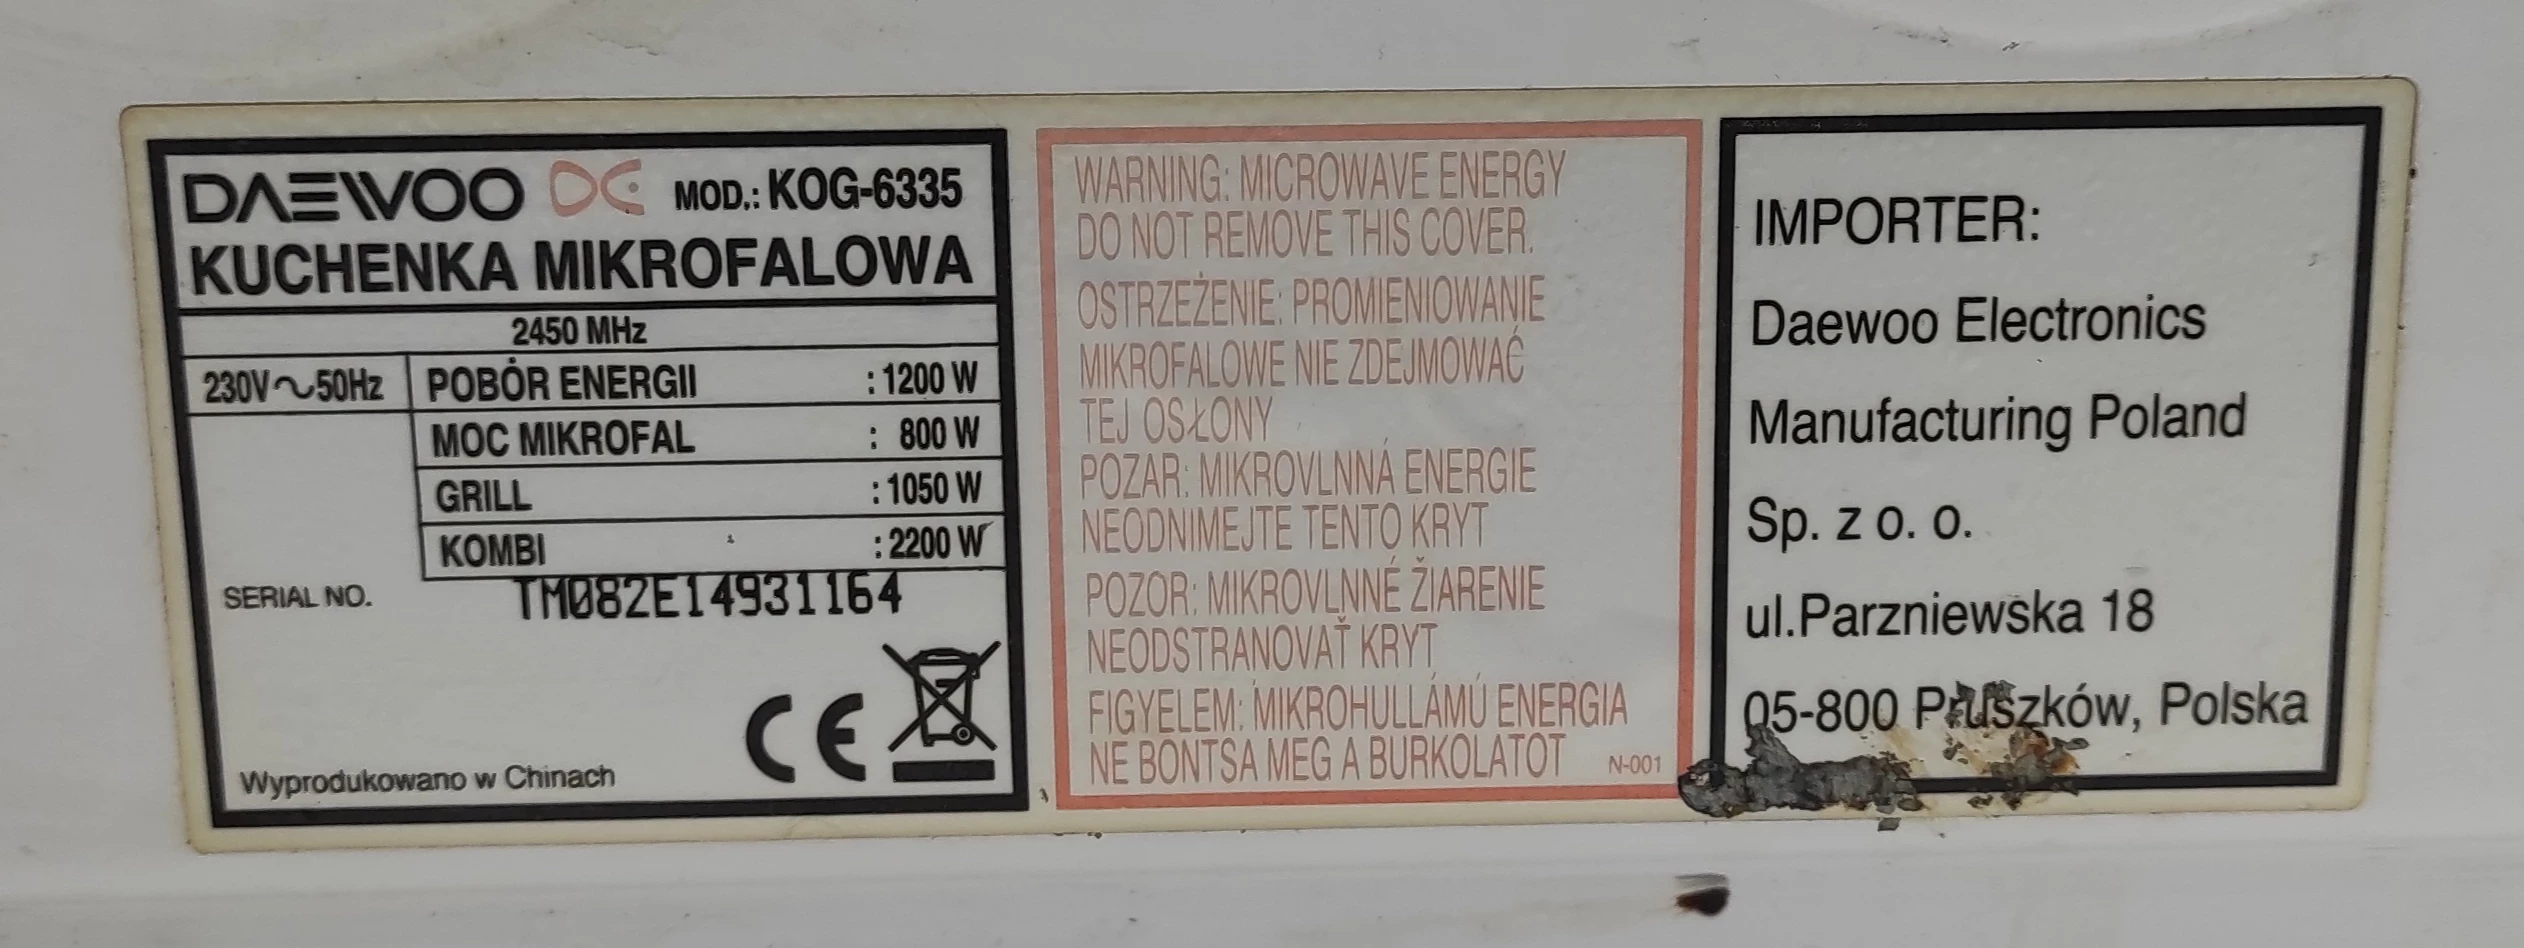 DAEWOO MOD.: KOG-6335
KUCHENKA MIKROFALOWA
2450 MHz
230V～50Hz POBÓR ENERGII : 1200 W
MOC MIKROFAL : 800 W
GRILL : 1050 W
KOMBI : 2200 W
SERIAL NO. TM082E14931164
CE
Wyprodukowano w Chinach
WARNING: MICROWAVE ENERGY
DO NOT REMOVE THIS COVER.
OSTRZEŻENIE: PROMIENIOWANIE
MIKROFALOWE NIE ZDEJMOWAĆ
TEJ OSŁONY
POZAR: MIKROVLNNÁ ENERGIE
NEODNIMEJTE TENTO KRYT
POZOR: MIKROVLNNÉ ŽIARENIE
NEODSTRANOVAŤ KRYT
FIGYELEM: MIKROHULLÁMÚ ENERGIA
NE BONTSA MEG A BURKOLATOT N-001
IMPORTER:
Daewoo Electronics
Manufacturing Poland
Sp. z o. o.
ul.Parzniewska 18
05-800 Pruszków, Polska